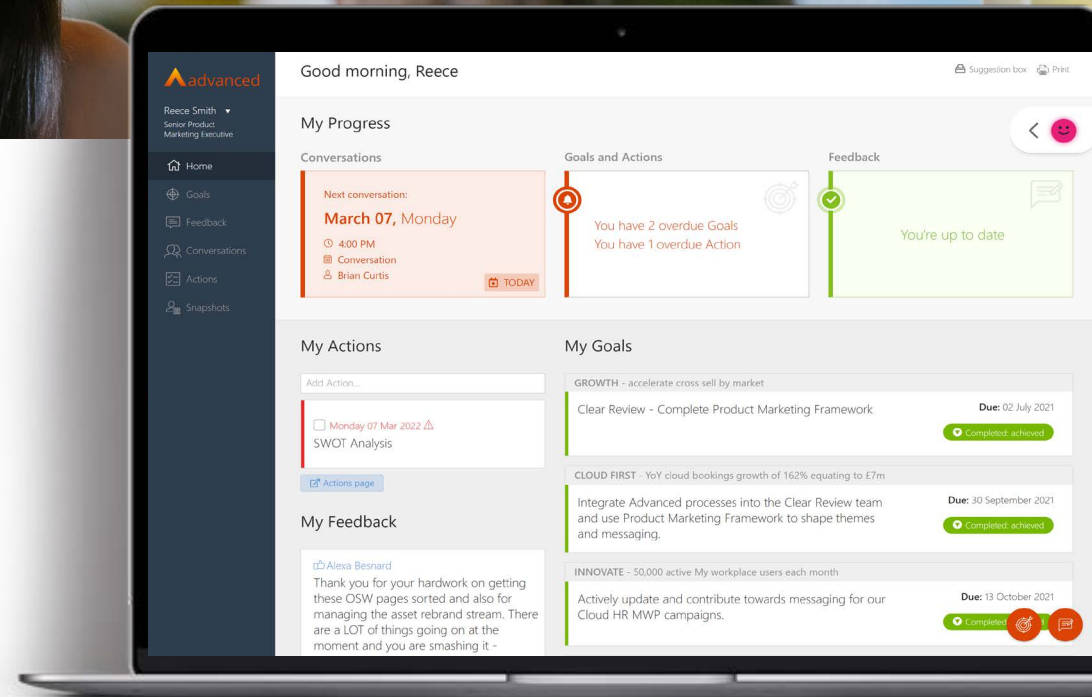 advanced
Reece Smith
Senior Product
Marketing Executive
Home
Goals
Feedback
Conversations
Actions
Snapshots
Good morning, Reece
Suggestion box
Print
My Progress
Conversations
Next conversation:
March 07, Monday
4:00 PM
Conversation
Brian Curtis
TODAY
Goals and Actions
You have 2 overdue Goals
You have 1 overdue Action
Feedback
You're up to date
My Actions
Add Action...
Monday 07 Mar 2022
SWOT Analysis
Actions page
My Feedback
Alexa Besnard
Thank you for your hardwork on getting
these OSW pages sorted and also for
managing the asset rebrand stream. There
are a LOT of things going on at the
moment and you are smashing it -
My Goals
GROWTH - accelerate cross sell by market
Clear Review - Complete Product Marketing Framework
Due: 02 July 2021
Completed: achieved
CLOUD FIRST - YoY cloud bookings growth of 162% equating to £7m
Integrate Advanced processes into the Clear Review team
and use Product Marketing Framework to shape themes
and messaging.
Due: 30 September 2021
Completed: achieved
INNOVATE - 50,000 active My workplace users each month
Actively update and contribute towards messaging for our
Cloud HR MWP campaigns.
Due: 13 October 2021
Completed